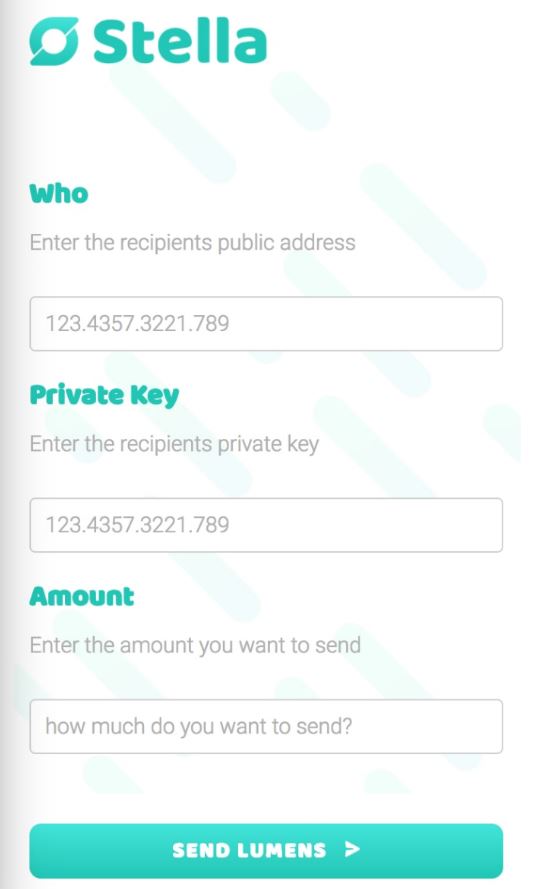 Stella
Who
Enter the recipients public address
123.4357.3221.789
Private Key
Enter the recipients private key
123.4357.3221.789
Amount
Enter the amount you want to send
how much do you want to send?
SEND LUMENS >